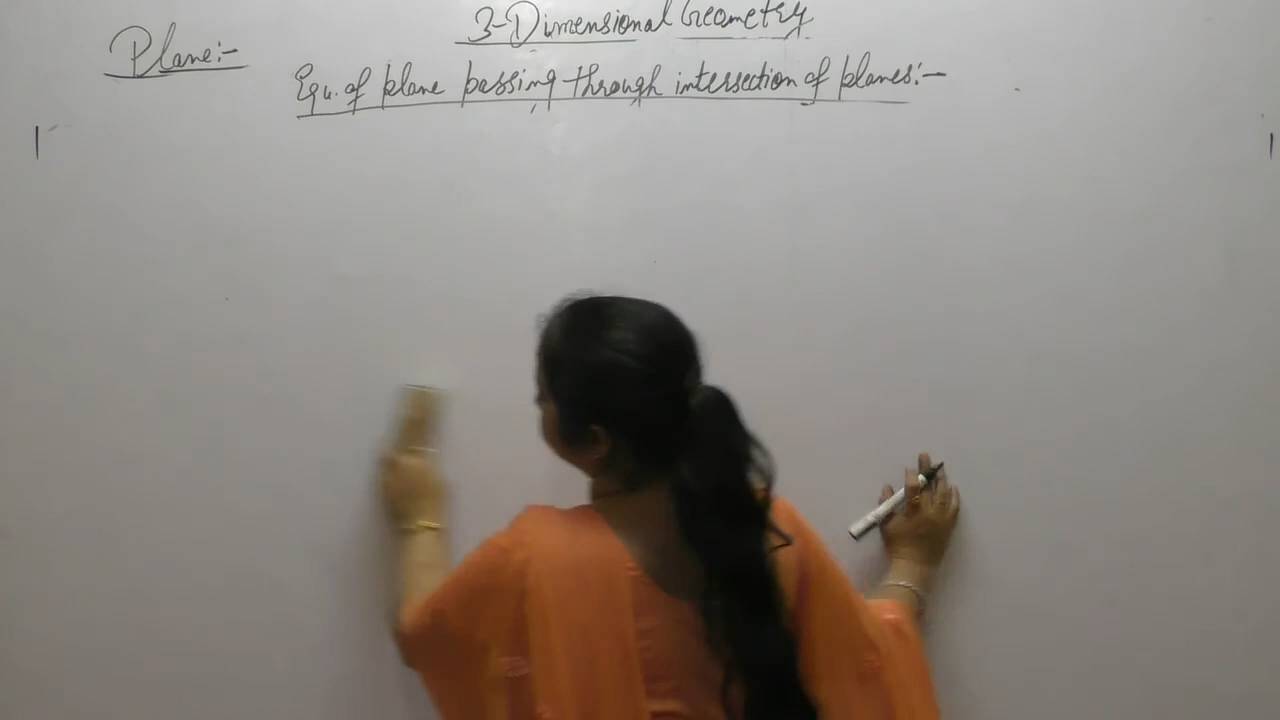 3-Dimensional Geometry
Plane:-
Equ. of plane passing through intersection of planes:-